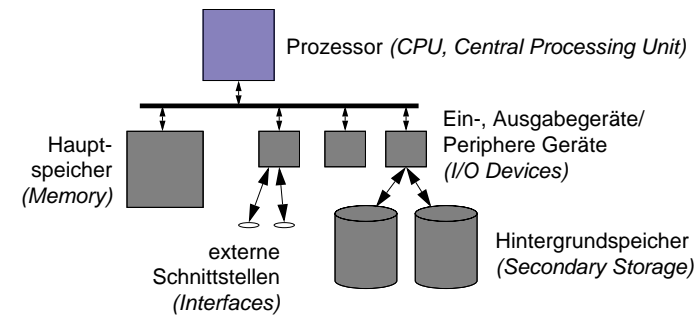 Prozessor (CPU, Central Processing Unit)
Haupt-
speicher
(Memory)
Ein-, Ausgabegeräte/
Periphere Geräte
(I/O Devices)
externe
Schnittstellen
(Interfaces)
Hintergrundspeicher
(Secondary Storage)